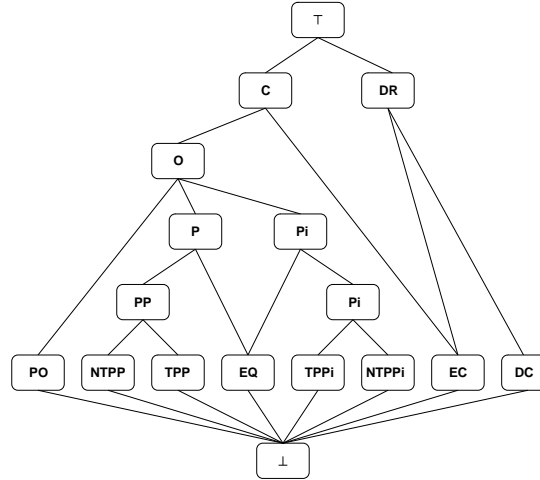 ⊤
C DR
O
P Pi
PP Pi
PO NTPP TPP EQ TPPi NTPPi EC DC
⊥